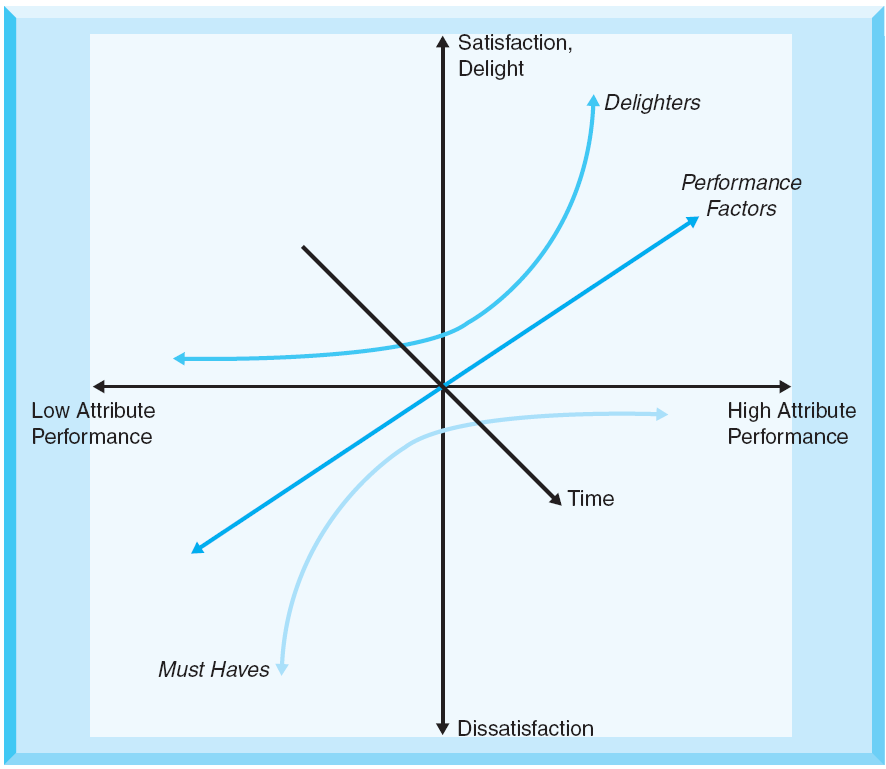 Satisfaction,
Delight
Delighters
Performance
Factors
Low Attribute
Performance
High Attribute
Performance
Time
Must Haves
Dissatisfaction